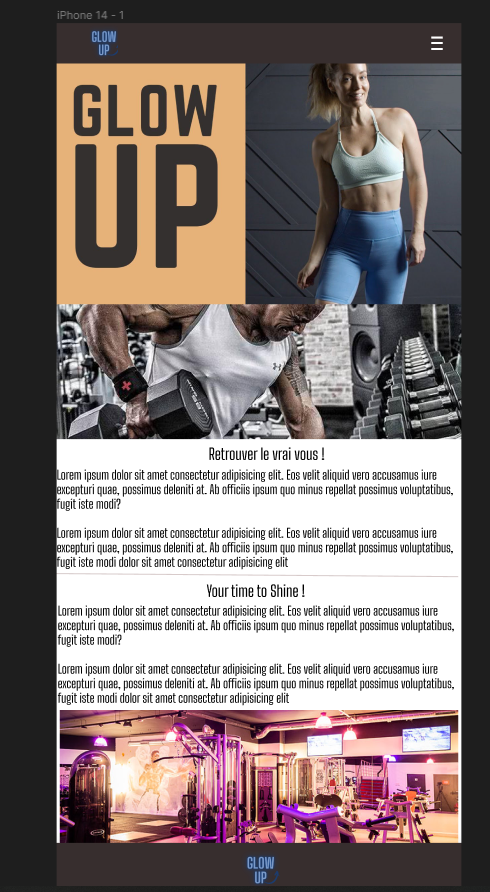 iPhone 14 - 1
GLOW
UP
GLOW
UP
Retrouver le vrai vous !
Lorem ipsum dolor sit amet consectetur adipisicing elit. Eos velit aliquid vero accusamus iure
excepturi quae, possimus deleniti at. Ab officiis ipsum quo minus repellat possimus voluptatibus,
fugit iste modi?
Lorem ipsum dolor sit amet consectetur adipisicing elit. Eos velit aliquid vero accusamus iure
excepturi quae, possimus deleniti at. Ab officiis ipsum quo minus repellat possimus voluptatibus,
fugit iste modi dolor sit amet consectetur adipisicing elit
Your time to Shine !
Lorem ipsum dolor sit amet consectetur adipisicing elit. Eos velit aliquid vero accusamus iure
excepturi quae, possimus deleniti at. Ab officiis ipsum quo minus repellat possimus voluptatibus,
fugit iste modi?
Lorem ipsum dolor sit amet consectetur adipisicing elit. Eos velit aliquid vero accusamus iure
excepturi quae, possimus deleniti at. Ab officiis ipsum quo minus repellat possimus voluptatibus,
fugit iste modi dolor sit amet consectetur adipisicing elit
GLOW
UP